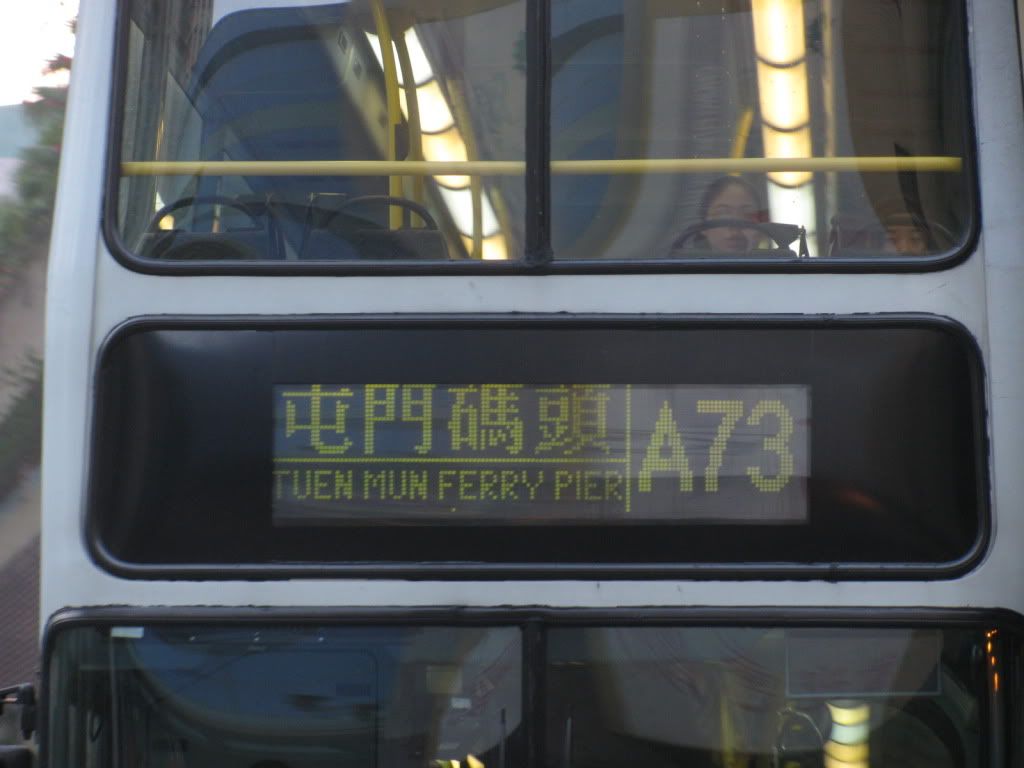 屯門碼頭
TUEN MUN FERRY PIER
A73